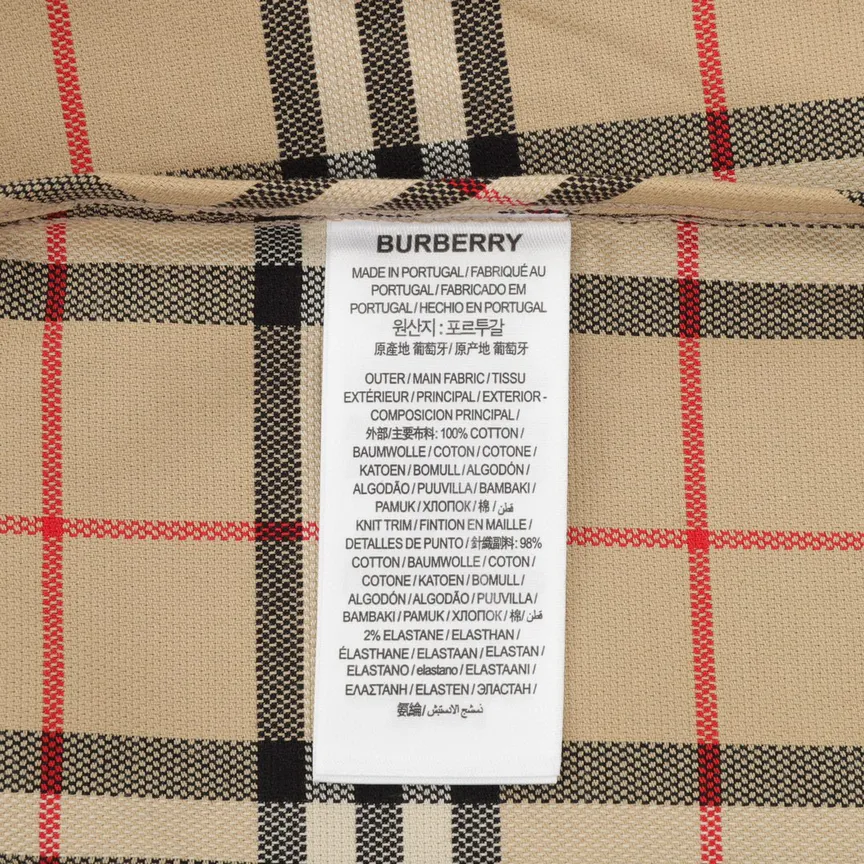 BURBERRY
MADE IN PORTUGAL / FABRIQUÉ AU
PORTUGAL / FABRICADO EM
PORTUGAL / HECHO EN PORTUGAL
원산지 : 포르투갈
原產地 葡萄牙 / 原产地 葡萄牙
OUTER / MAIN FABRIC / TISSU
EXTÉRIEUR / PRINCIPAL / EXTERIOR -
COMPOSICION PRINCIPAL /
外部/主要布料: 100% COTTON /
BAUMWOLLE / COTON / COTONE /
KATOEN / BOMULL / ALGODÓN /
ALGODÃO / PUUVILLA / BAMBAKI /
PAMUK / ХЛОПОК / 棉 / قطن
KNIT TRIM / FINTION EN MAILLE /
DETALLES DE PUNTO / 針織副料: 98%
COTTON / BAUMWOLLE / COTON /
COTONE / KATOEN / BOMULL /
ALGODÓN / ALGODÃO / PUUVILLA /
BAMBAKI / PAMUK / ХЛОПОК / 棉/ قطن
2% ELASTANE / ELASTHAN /
ÉLASTHANE / ELASTAAN / ELASTAN /
ELASTANO / elastano / ELASTAANI /
ΕΛΑΣΤΑΝΗ / ELASTEN / ЭЛАСТАН /
氨綸/